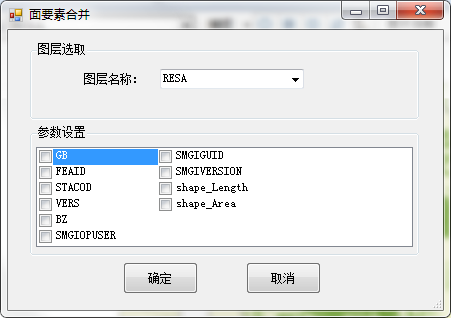 面要素合并
图层选取
图层名称: RESA
参数设置
GB
FEAID
STACOD
VERS
BZ
SMGIOPUSER
SMGIGUID
SMGIVERSION
shape_Length
shape_Area
确定 取消